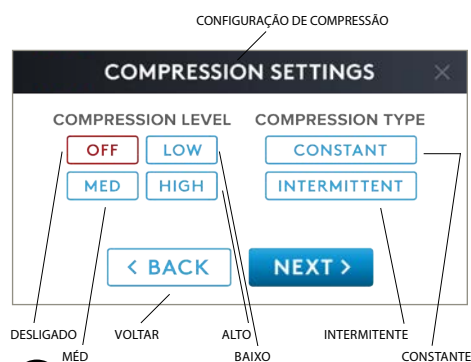 CONFIGURAÇÃO DE COMPRESSÃO
COMPRESSION SETTINGS ×
COMPRESSION LEVEL COMPRESSION TYPE
OFF LOW CONSTANT
MED HIGH INTERMITTENT
< BACK NEXT >
DESLIGADO VOLTAR ALTO INTERMITENTE
MÉD BAIXO CONSTANTE